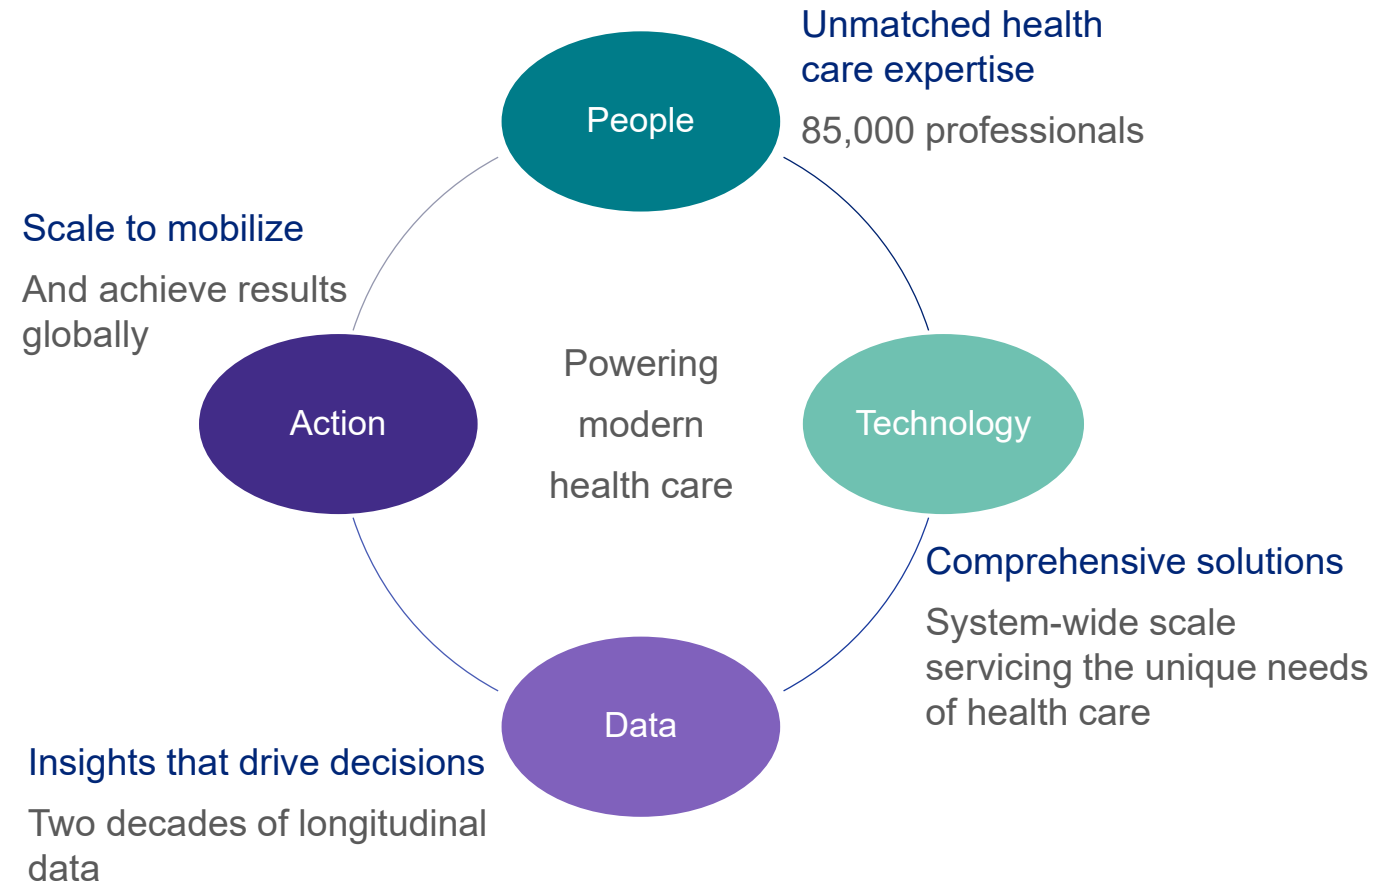 Unmatched health
care expertise
85,000 professionals
People
Scale to mobilize
And achieve results
globally
Action
Powering
modern
health care
Technology
Comprehensive solutions
System-wide scale
servicing the unique needs
of health care
Data
Insights that drive decisions
Two decades of longitudinal
data